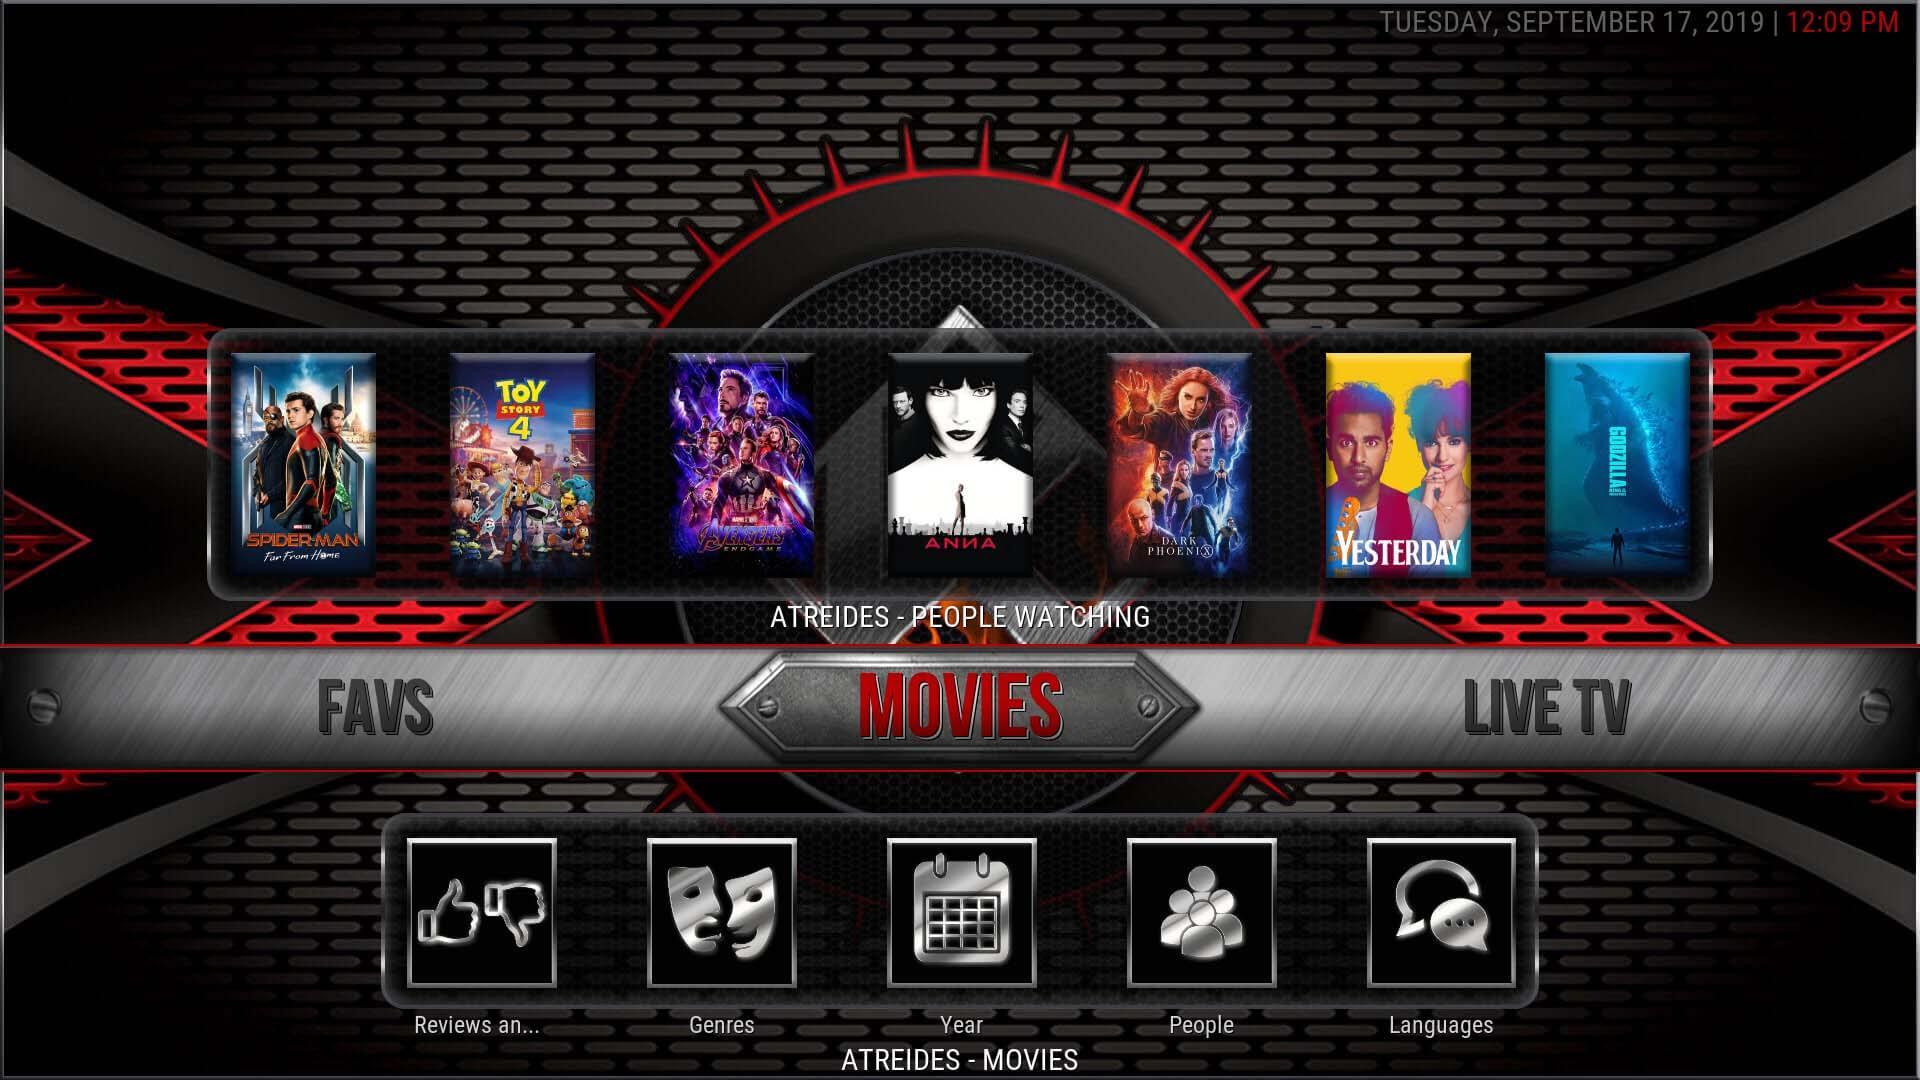 TUESDAY, SEPTEMBER 17, 2019 | 12:09 PM
SPIDER-MAN
Far From Home
TOY
STORY
4
AVENGERS
ENDGAME
ANNA
DARK
PHOENIX
YESTERDAY
GODZILLA
ATREIDES - PEOPLE WATCHING
FAVS
MOVIES
LIVE TV
Reviews an...
Genres
Year
People
Languages
ATREIDES - MOVIES